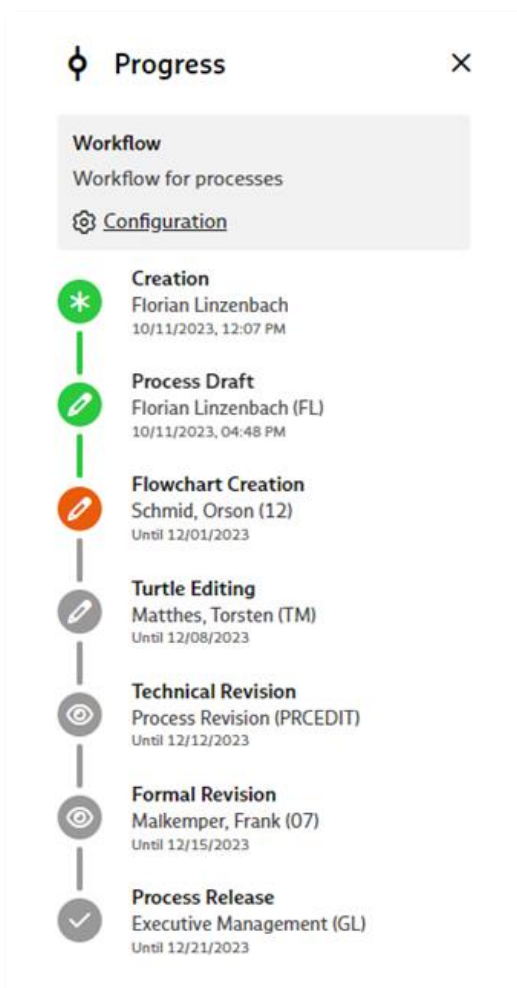 Progress
Workflow
Workflow for processes
Configuration
Creation
Florian Linzenbach
10/11/2023, 12:07 PM
Process Draft
Florian Linzenbach (FL)
10/11/2023, 04:48 PM
Flowchart Creation
Schmid, Orson (12)
Until 12/01/2023
Turtle Editing
Matthes, Torsten (TM)
Until 12/08/2023
Technical Revision
Process Revision (PRCEDIT)
Until 12/12/2023
Formal Revision
Malkemper, Frank (07)
Until 12/15/2023
Process Release
Executive Management (GL)
Until 12/21/2023